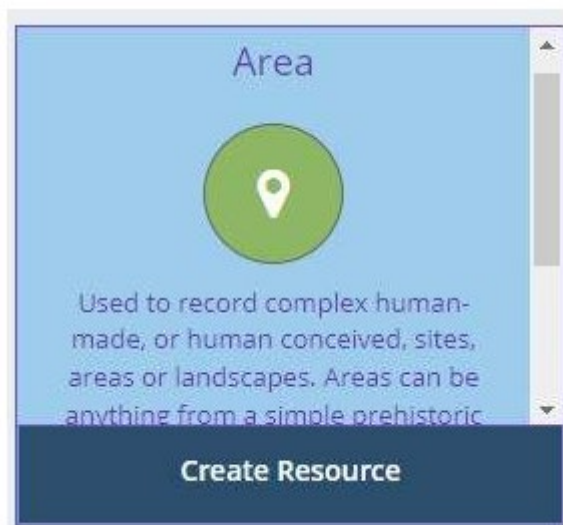 Area
Used to record complex human-
made, or human conceived, sites,
areas or landscapes. Areas can be
anything from a simple prehistoric
Create Resource